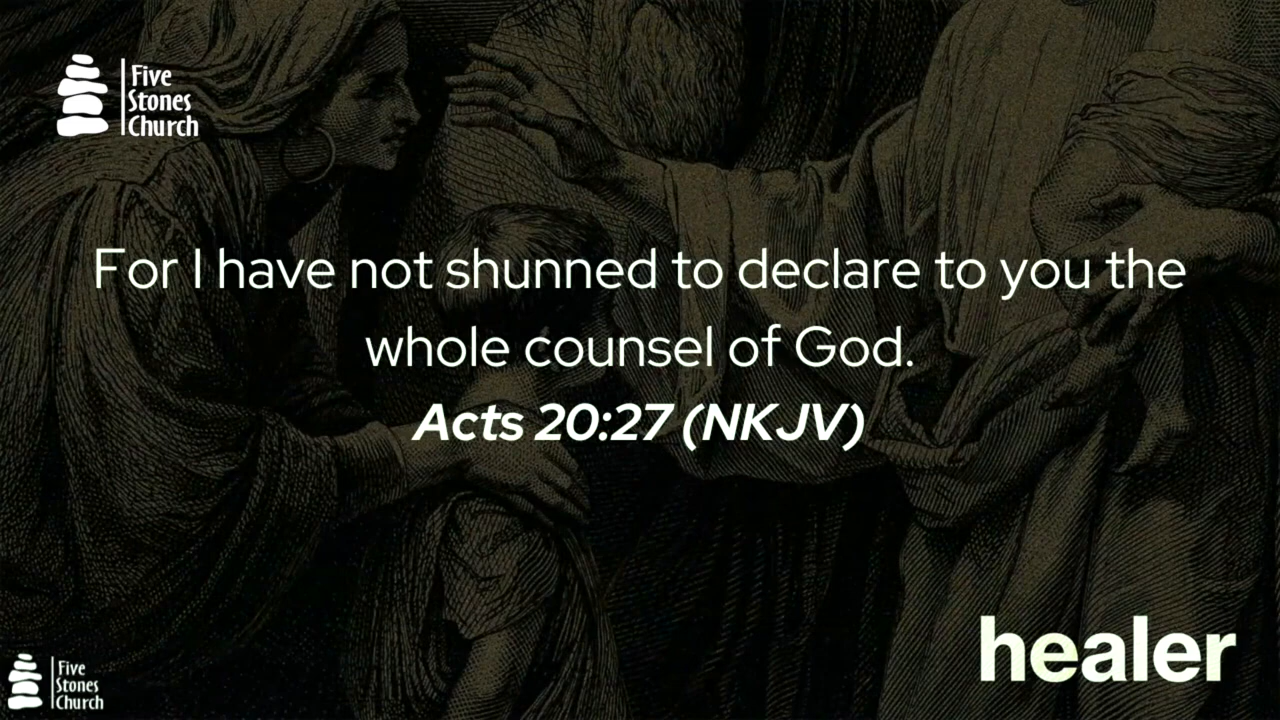 Five
Stones
Church
For I have not shunned to declare to you the
whole counsel of God.
Acts 20:27 (NKJV)
healer
Five
Stones
Church